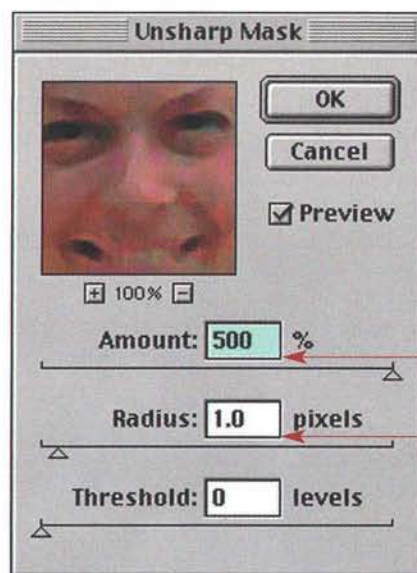 Unsharp Mask
OK
Cancel
Preview
100%
Amount: 500 %
Radius: 1.0 pixels
Threshold: 0 levels